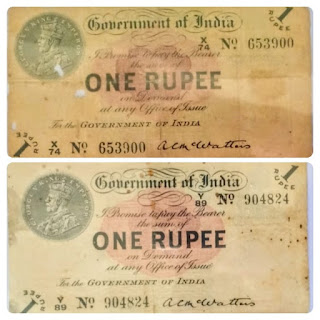 Government of India
1 RUPEE
X/74 Nº 653900
I Promise to pay the Bearer
the sum of
ONE RUPEE
on Demand
at any Office of Issue
For the GOVERNMENT OF INDIA
1 RUPEE
X/74 Nº 653900
A.C. McWatters
Government of India
1 RUPEE
Y/89 Nº 904824
I Promise to pay the Bearer
the sum of
ONE RUPEE
on Demand
at any Office of Issue
For the GOVERNMENT OF INDIA
1 RUPEE
Y/89 Nº 904824
A.C. McWatters